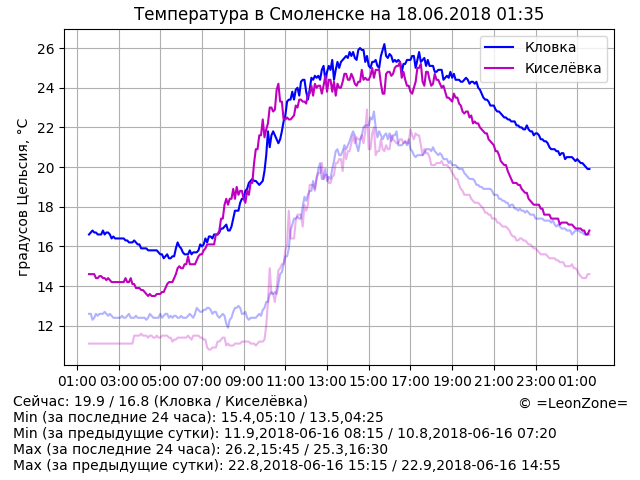 Температура в Смоленске на 18.06.2018 01:35
Кловка
Киселёвка
градусов Цельсия, °C
26
24
22
20
18
16
14
12
01:00 03:00 05:00 07:00 09:00 11:00 13:00 15:00 17:00 19:00 21:00 23:00 01:00
Сейчас: 19.9 / 16.8 (Кловка / Киселёвка)
© =LeonZone=
Min (за последние 24 часа): 15.4,05:10 / 13.5,04:25
Min (за предыдущие сутки): 11.9,2018-06-16 08:15 / 10.8,2018-06-16 07:20
Max (за последние 24 часа): 26.2,15:45 / 25.3,16:30
Max (за предыдущие сутки): 22.8,2018-06-16 15:15 / 22.9,2018-06-16 14:55